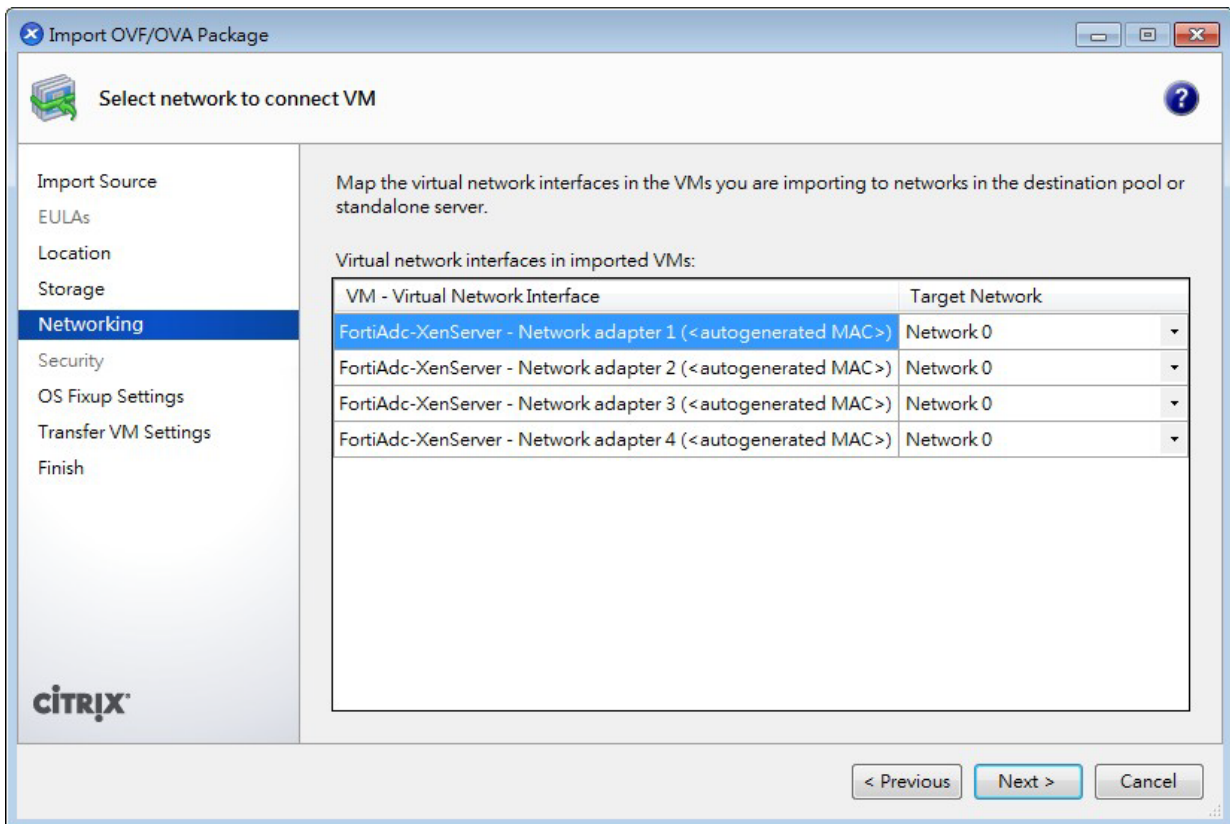 Import OVF/OVA Package
Select network to connect VM
?
Import Source
EULAs
Location
Storage
Networking
Security
OS Fixup Settings
Transfer VM Settings
Finish
CİTRIX
Map the virtual network interfaces in the VMs you are importing to networks in the destination pool or
standalone server.
Virtual network interfaces in imported VMs:
VM - Virtual Network Interface Target Network
FortiAdc-XenServer - Network adapter 1 (<autogenerated MAC>) Network 0
FortiAdc-XenServer - Network adapter 2 (<autogenerated MAC>) Network 0
FortiAdc-XenServer - Network adapter 3 (<autogenerated MAC>) Network 0
FortiAdc-XenServer - Network adapter 4 (<autogenerated MAC>) Network 0
< Previous Next > Cancel